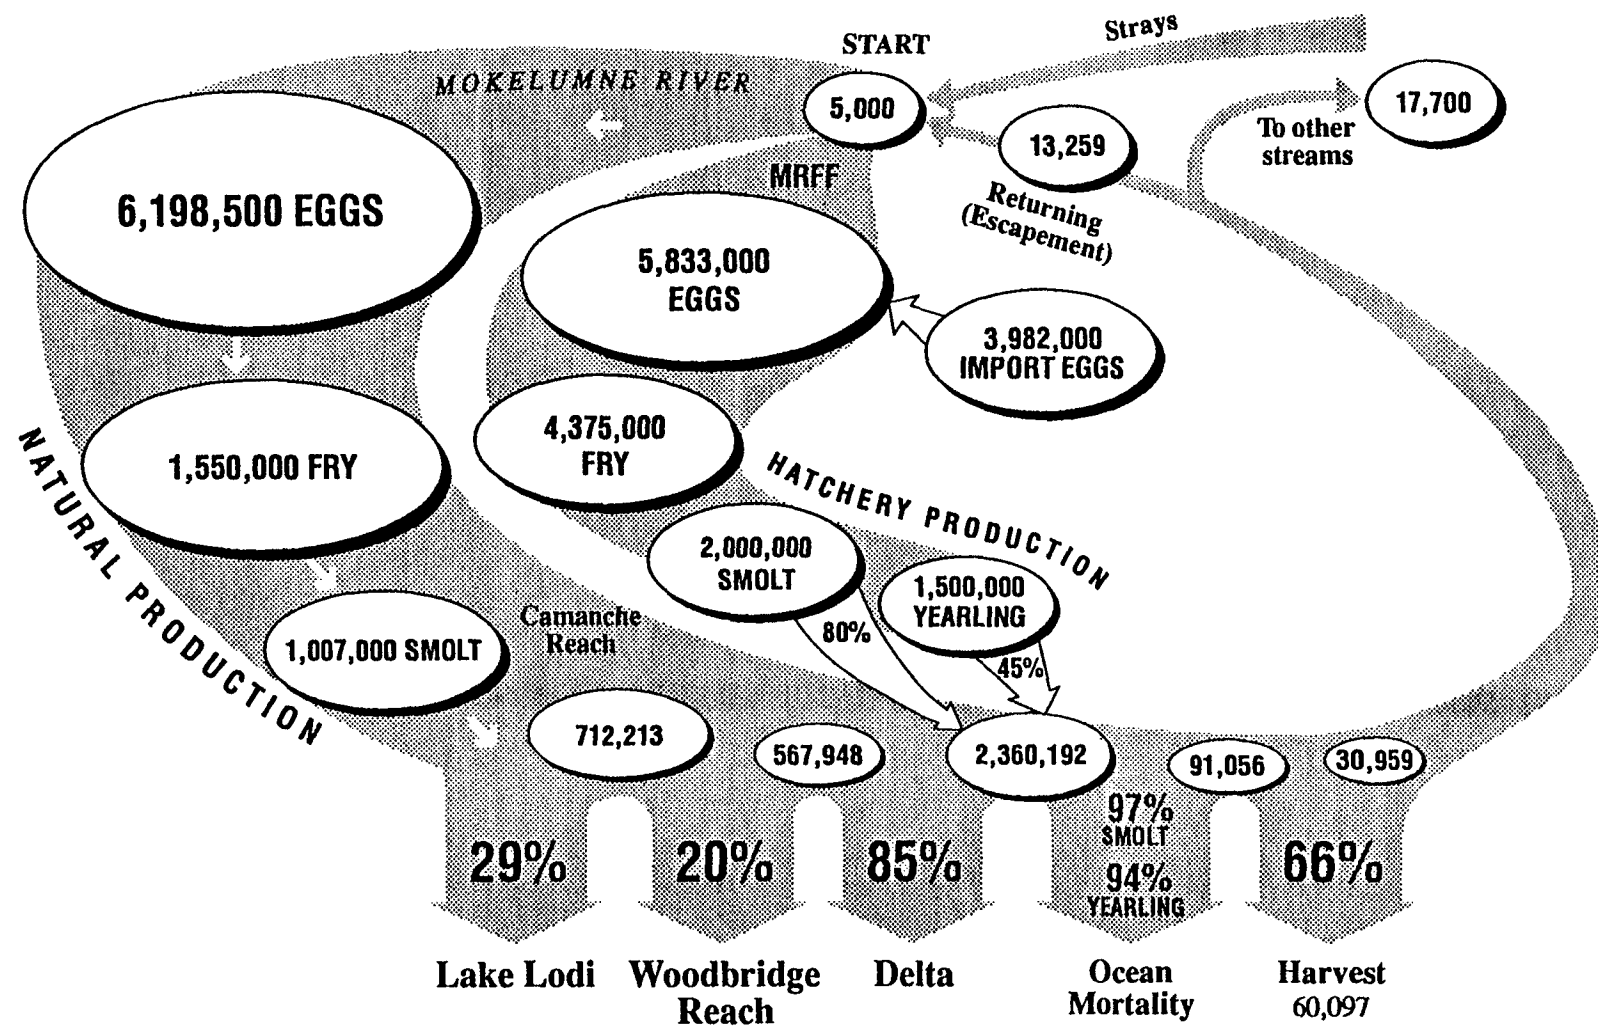 START
Strays
MOKELUMNE RIVER
5,000
17,700
To other
streams
13,259
Returning
(Escapement)
MRFF
6,198,500 EGGS
5,833,000
EGGS
3,982,000
IMPORT EGGS
1,550,000 FRY
4,375,000
FRY
NATURAL PRODUCTION
HATCHERY PRODUCTION
2,000,000
SMOLT
1,500,000
YEARLING
80%
45%
1,007,000 SMOLT
Camanche
Reach
712,213
567,948
2,360,192
91,056
30,959
29%
20%
85%
97%
SMOLT
94%
YEARLING
66%
Lake Lodi
Woodbridge
Reach
Delta
Ocean
Mortality
Harvest
60,097